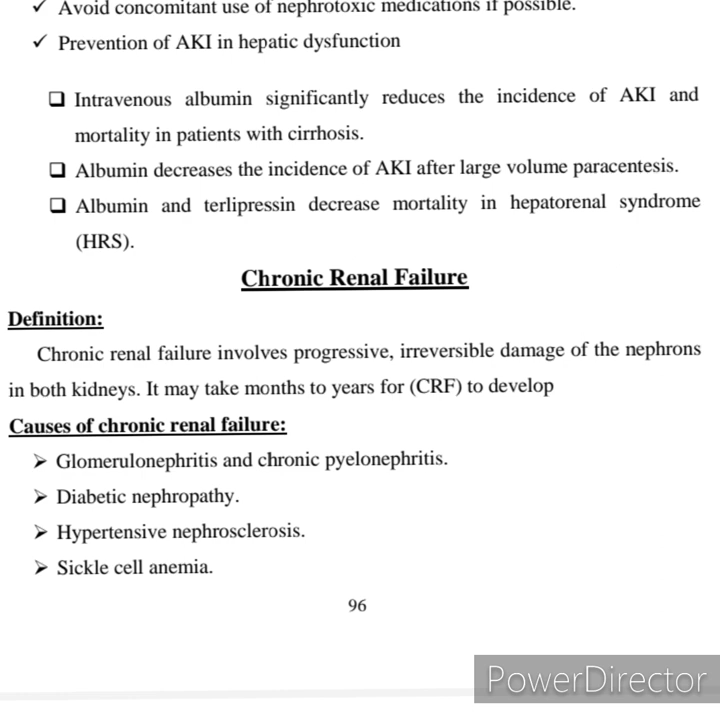 ✓ Avoid concomitant use of nephrotoxic medications if possible.
✓ Prevention of AKI in hepatic dysfunction
❑ Intravenous albumin significantly reduces the incidence of AKI and
mortality in patients with cirrhosis.
❑ Albumin decreases the incidence of AKI after large volume paracentesis.
❑ Albumin and terlipressin decrease mortality in hepatorenal syndrome
(HRS).
Chronic Renal Failure
Definition:
Chronic renal failure involves progressive, irreversible damage of the nephrons
in both kidneys. It may take months to years for (CRF) to develop
Causes of chronic renal failure:
➢ Glomerulonephritis and chronic pyelonephritis.
➢ Diabetic nephropathy.
➢ Hypertensive nephrosclerosis.
➢ Sickle cell anemia.
96
PowerDirector